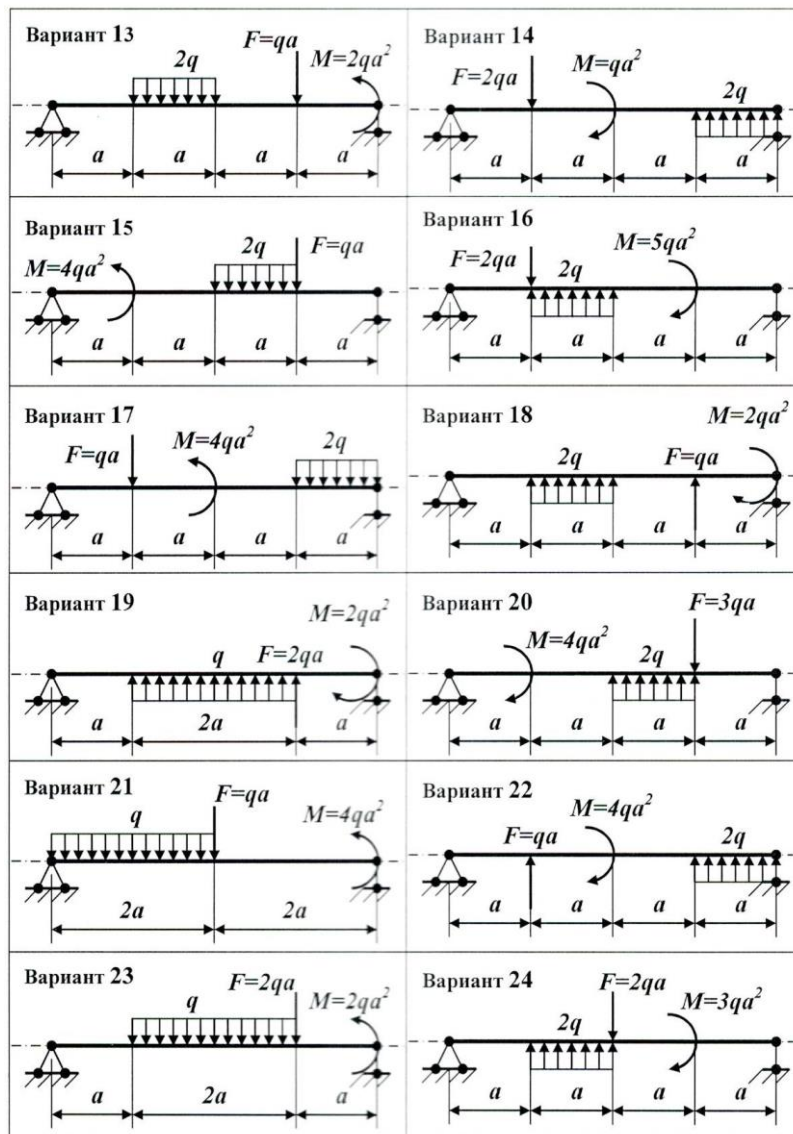 Вариант 13
2q
F=qa
M=2qa²
a a a a
Вариант 14
F=2qa
M=qa²
2q
a a a a
Вариант 15
M=4qa²
2q
F=qa
a a a a
Вариант 16
F=2qa
2q
M=5qa²
a a a a
Вариант 17
F=qa
M=4qa²
2q
a a a a
Вариант 18
2q
F=qa
M=2qa²
a a a a
Вариант 19
q
F=2qa
M=2qa²
a 2a a
Вариант 20
M=4qa²
2q
F=3qa
a a a a
Вариант 21
q
F=qa
M=4qa²
2a 2a
Вариант 22
F=qa
M=4qa²
2q
a a a a
Вариант 23
q
F=2qa
M=2qa²
a 2a a
Вариант 24
2q
F=2qa
M=3qa²
a a a a